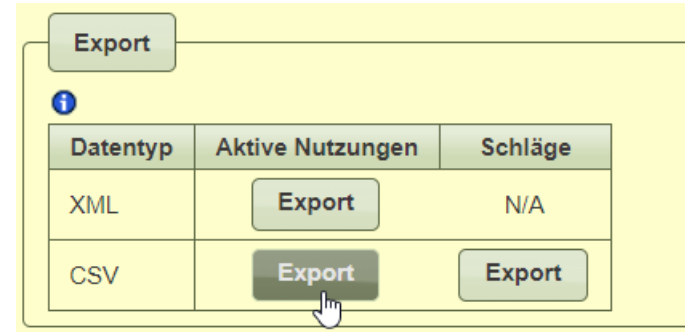 Export
Datentyp Aktive Nutzungen Schläge
XML Export N/A
CSV Export Export